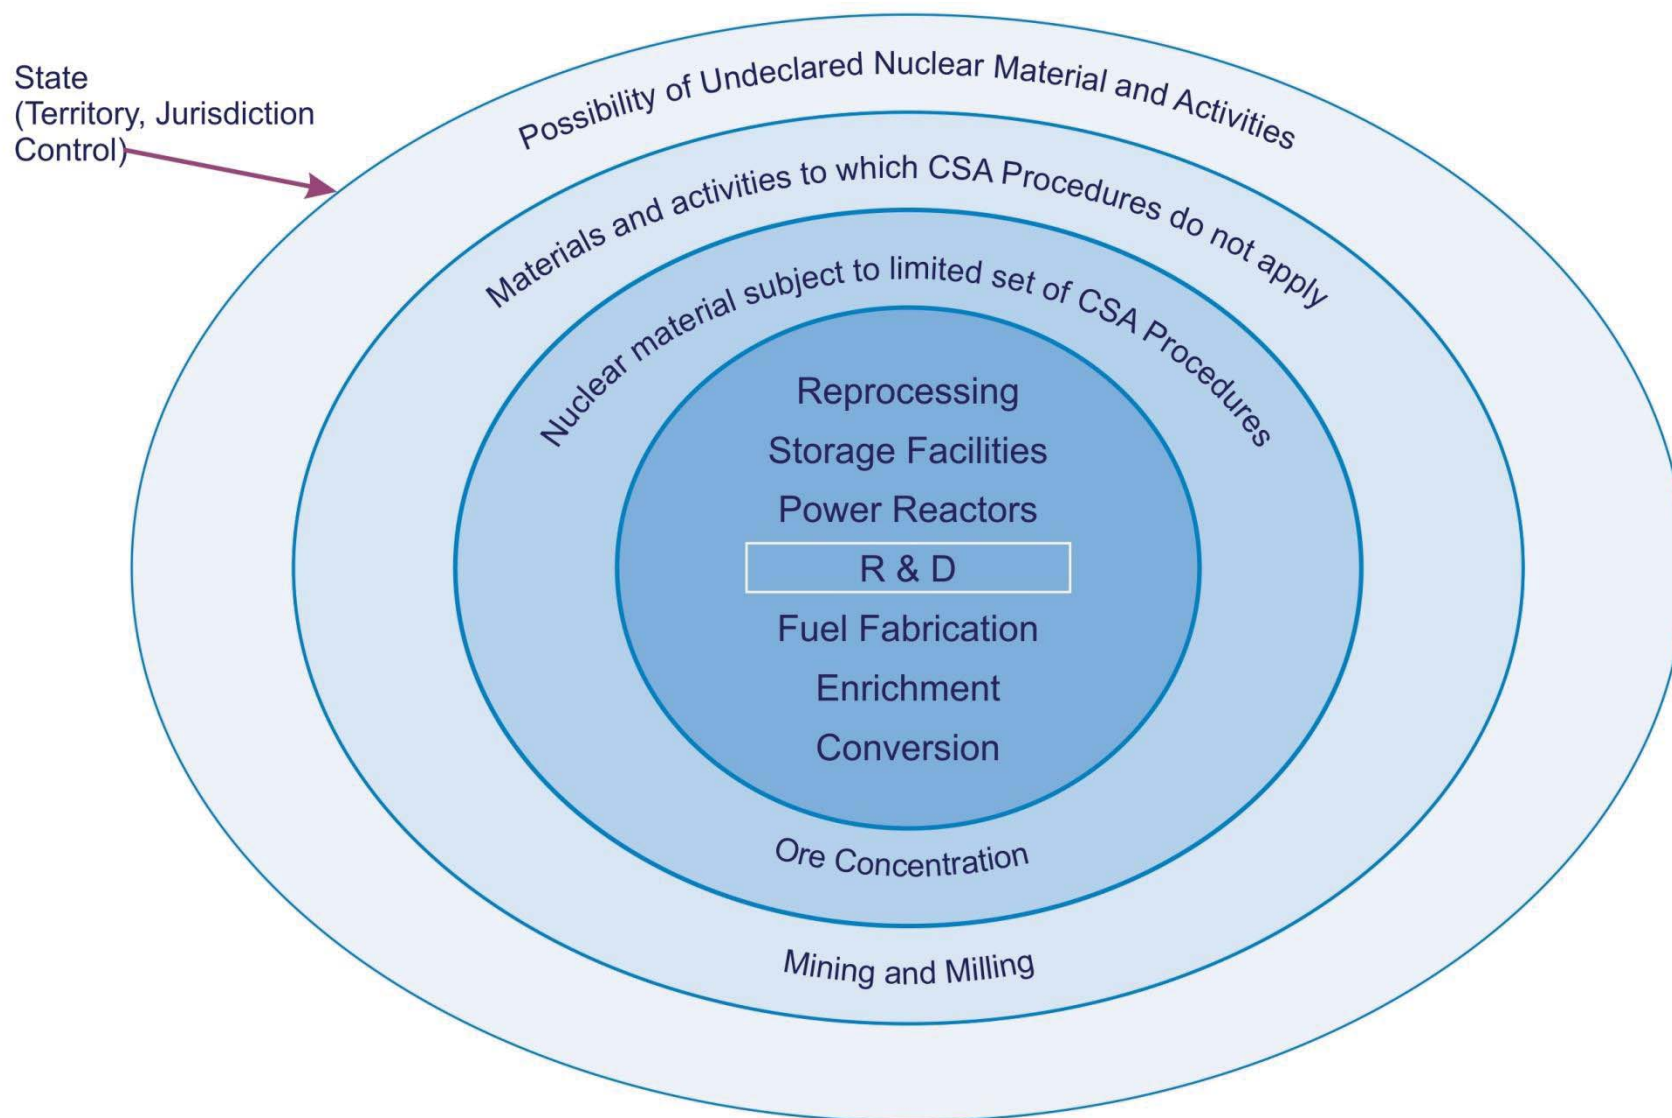 State
(Territory, Jurisdiction
Control)
Possibility of Undeclared Nuclear Material and Activities
Materials and activities to which CSA Procedures do not apply
Nuclear material subject to limited set of CSA Procedures
Reprocessing
Storage Facilities
Power Reactors
R & D
Fuel Fabrication
Enrichment
Conversion
Ore Concentration
Mining and Milling